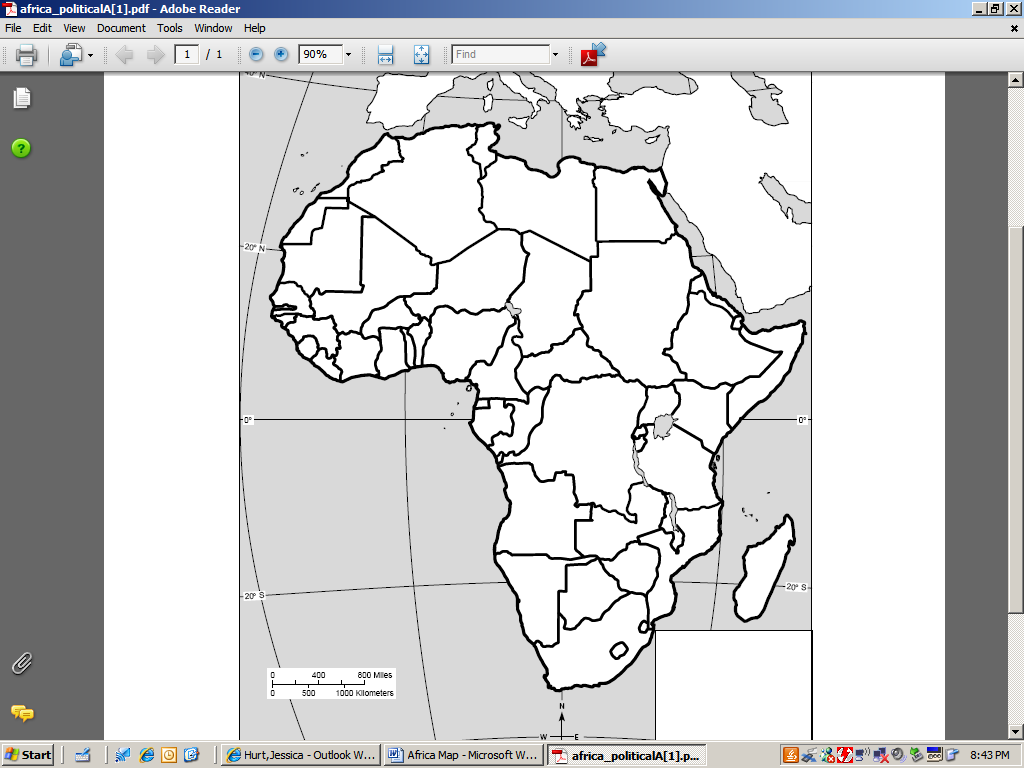 africa_politicalA[1].pdf - Adobe Reader
File Edit View Document Tools Window Help
1 / 1 90% Find
20° N
0° 0°
20° S 20° S
0 400 800 Miles
0 500 1000 Kilometers
N
W E
Start Hurt,Jessica - Outlook W... Africa Map - Microsoft W... africa_politicalA[1].p... 8:43 PM